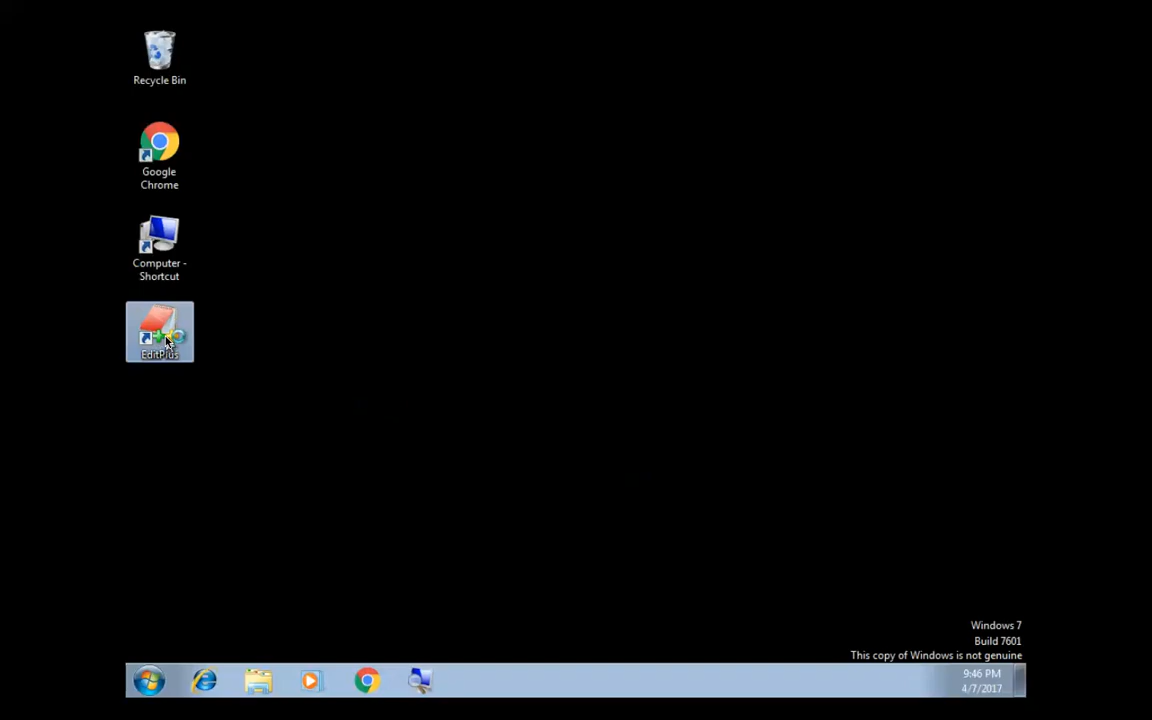 Recycle Bin
Google
Chrome
Computer -
Shortcut
EditPlus
Windows 7
Build 7601
This copy of Windows is not genuine
9:46 PM
4/7/2017